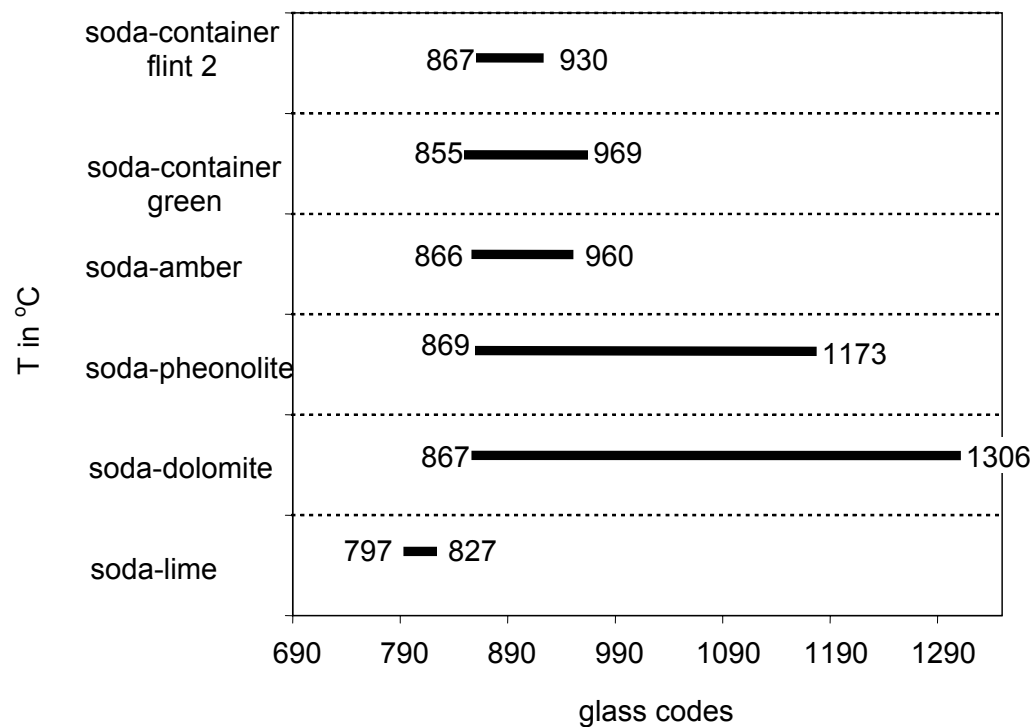 soda-container
flint 2
867 930
soda-container
green
855 969
soda-amber
866 960
soda-pheonolite
869 1173
soda-dolomite
867 1306
soda-lime
797 827
T in °C
690 790 890 990 1090 1190 1290
glass codes